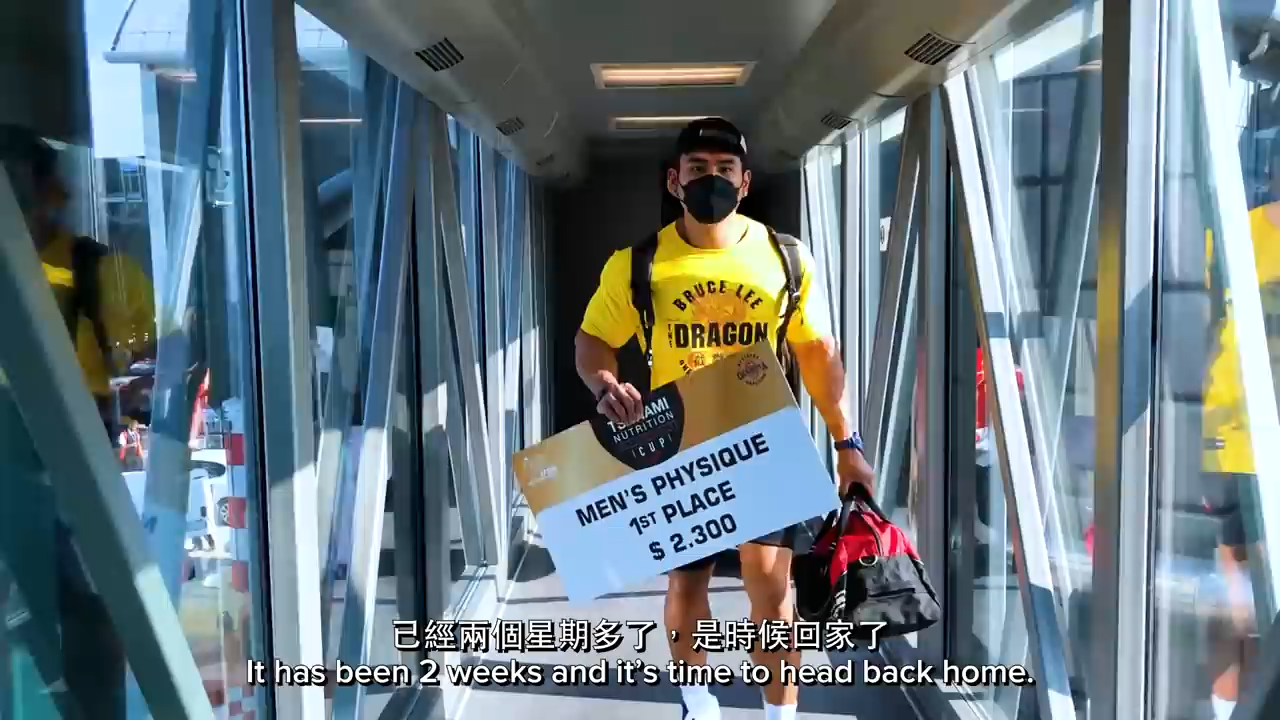 BRUCE LEE
THE
DRAGON
NUTRITION
CUP
MEN'S PHYSIQUE
1ST PLACE
$ 2.300
已經兩個星期多了，是時候回家了
It has been 2 weeks and it's time to head back home.